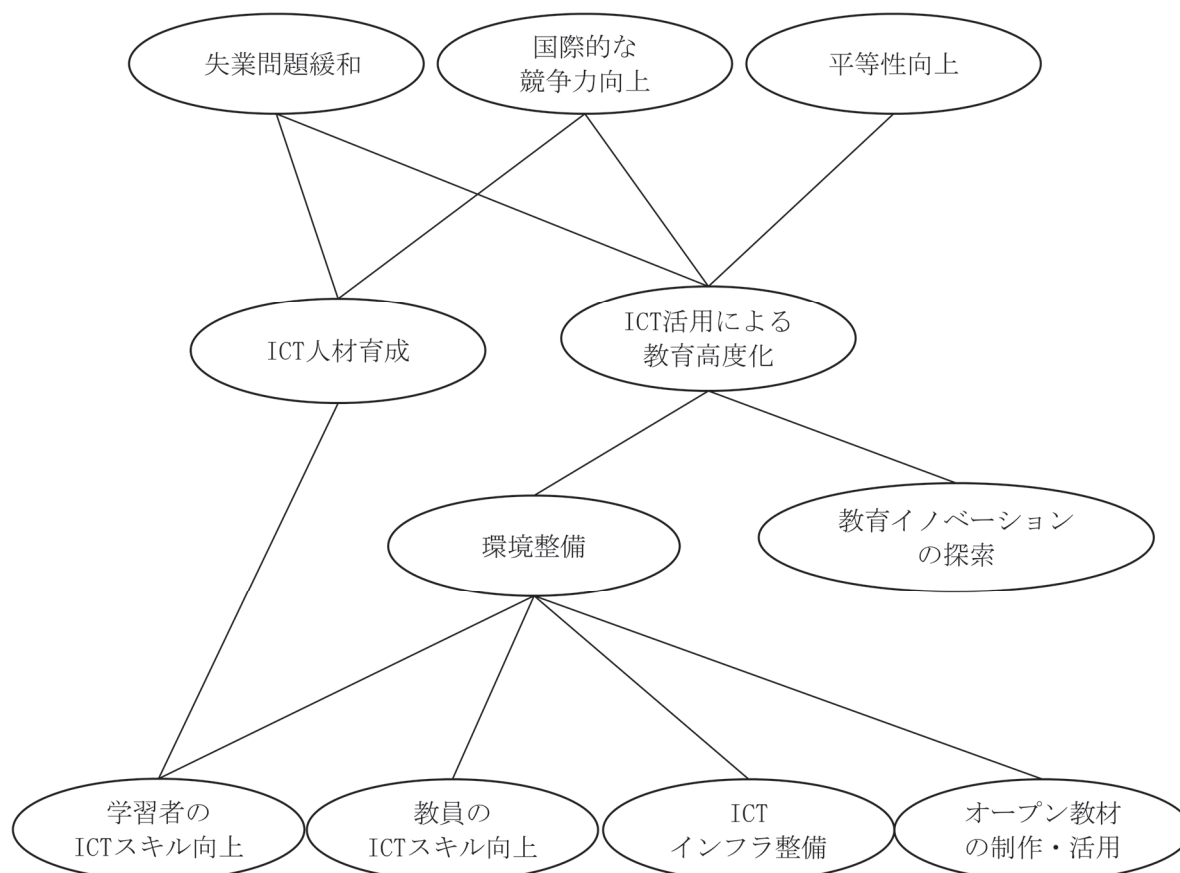 失業問題緩和
国際的な
競争力向上
平等性向上
ICT人材育成
ICT活用による
教育高度化
環境整備
教育イノベーション
の探索
学習者の
ICTスキル向上
教員の
ICTスキル向上
ICT
インフラ整備
オープン教材
の制作・活用